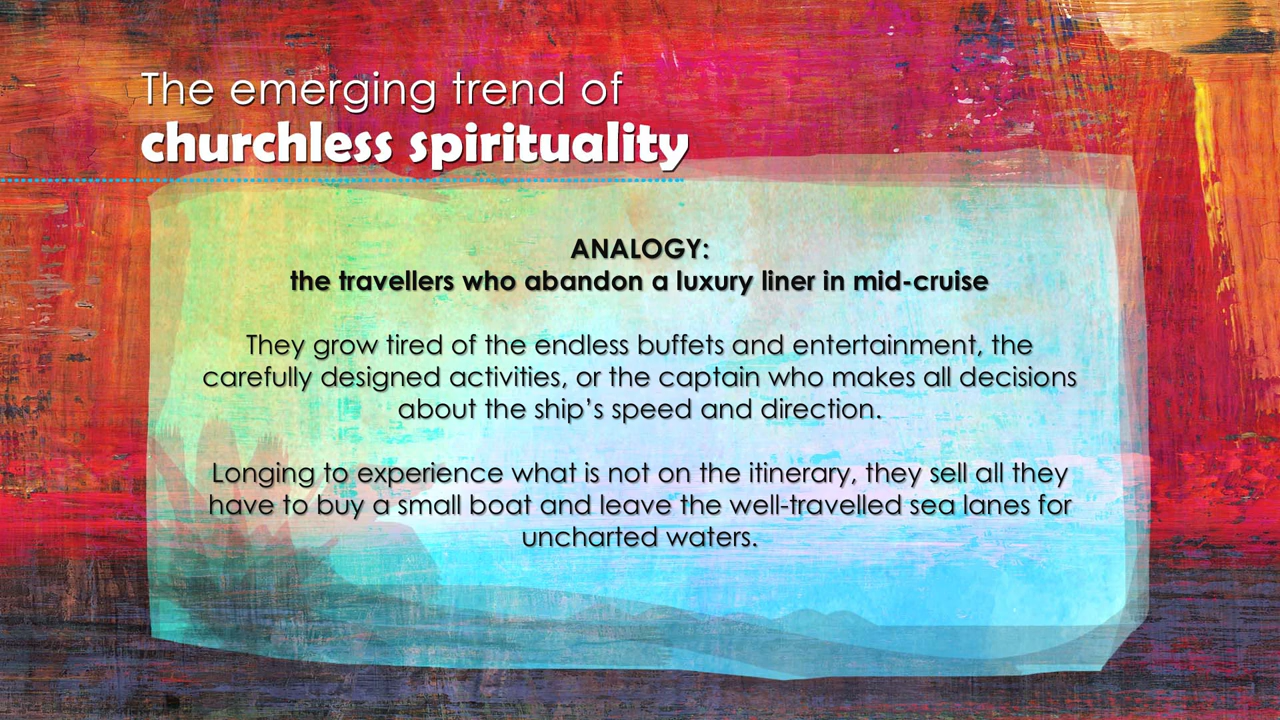 The emerging trend of
churchless spirituality
ANALOGY:
the travellers who abandon a luxury liner in mid-cruise
They grow tired of the endless buffets and entertainment, the
carefully designed activities, or the captain who makes all decisions
about the ship’s speed and direction.
Longing to experience what is not on the itinerary, they sell all they
have to buy a small boat and leave the well-travelled sea lanes for
uncharted waters.